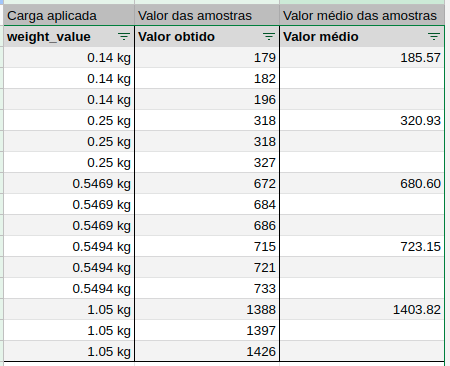 Carga aplicada Valor das amostras Valor médio das amostras
weight_value Valor obtido Valor médio
0.14 kg 179 185.57
0.14 kg 182
0.14 kg 196
0.25 kg 318 320.93
0.25 kg 318
0.25 kg 327
0.5469 kg 672 680.60
0.5469 kg 684
0.5469 kg 686
0.5494 kg 715 723.15
0.5494 kg 721
0.5494 kg 733
1.05 kg 1388 1403.82
1.05 kg 1397
1.05 kg 1426